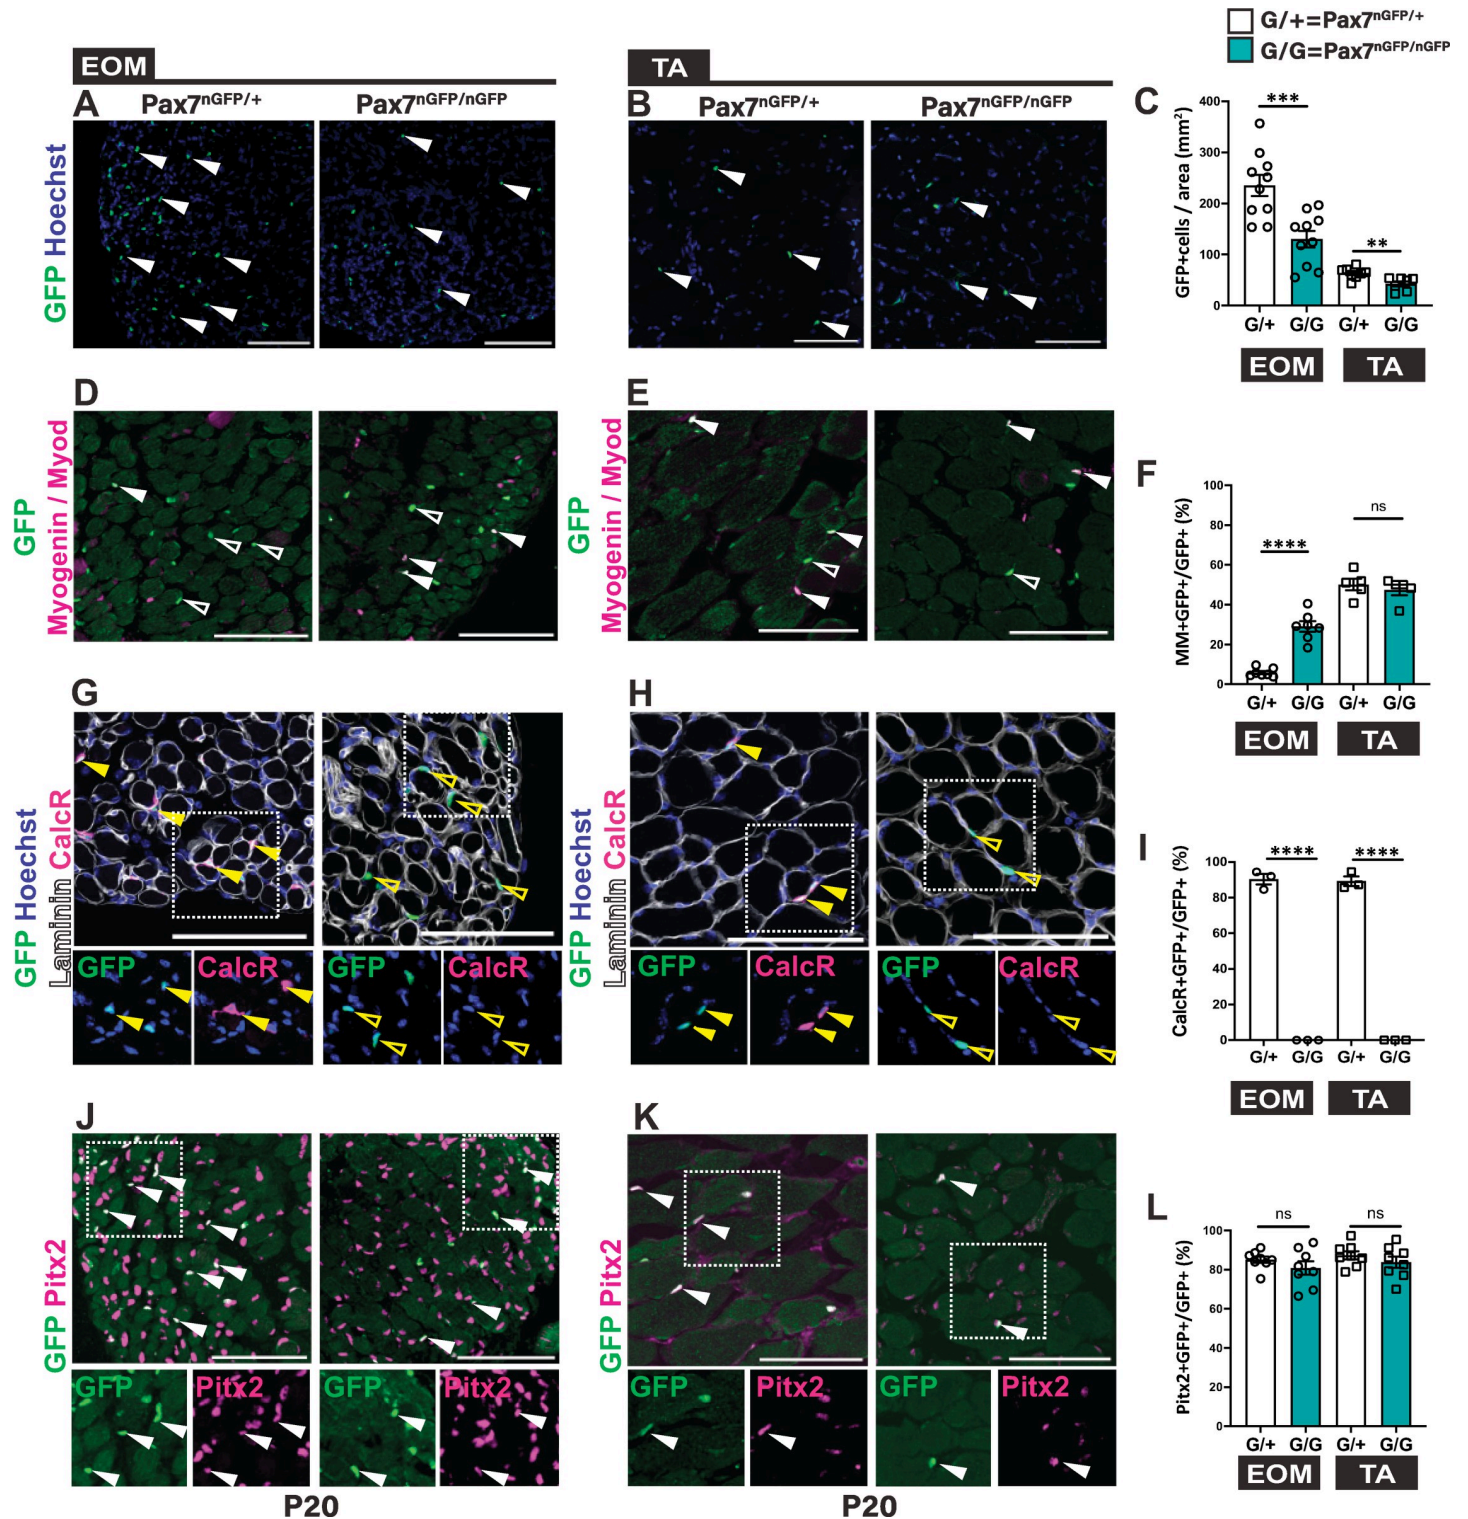 G/+=Pax7nGFP/+
G/G=Pax7nGFP/nGFP
EOM
TA
A
Pax7nGFP/+
Pax7nGFP/nGFP
B
Pax7nGFP/+
Pax7nGFP/nGFP
C
GFP Hoechst
GFP+cells / area (mm²)
400
300
200
100
0
***
**
G/+
G/G
G/+
G/G
EOM
TA
D
E
F
GFP
Myogenin / Myod
GFP
Myogenin / Myod
MM+GFP+/GFP+ (%)
100
80
60
40
20
0
****
ns
G/+
G/G
G/+
G/G
EOM
TA
G
H
I
GFP Hoechst
Laminin CalcR
GFP Hoechst
Laminin CalcR
GFP
CalcR
GFP
CalcR
GFP
CalcR
GFP
CalcR
CalcR+GFP+/GFP+ (%)
100
80
60
40
20
0
****
****
G/+
G/G
G/+
G/G
EOM
TA
J
K
L
GFP Pitx2
GFP Pitx2
GFP
Pitx2
GFP
Pitx2
GFP
Pitx2
GFP
Pitx2
Pitx2+GFP+/GFP+ (%)
100
80
60
40
20
0
ns
ns
G/+
G/G
G/+
G/G
EOM
TA
P20
P20